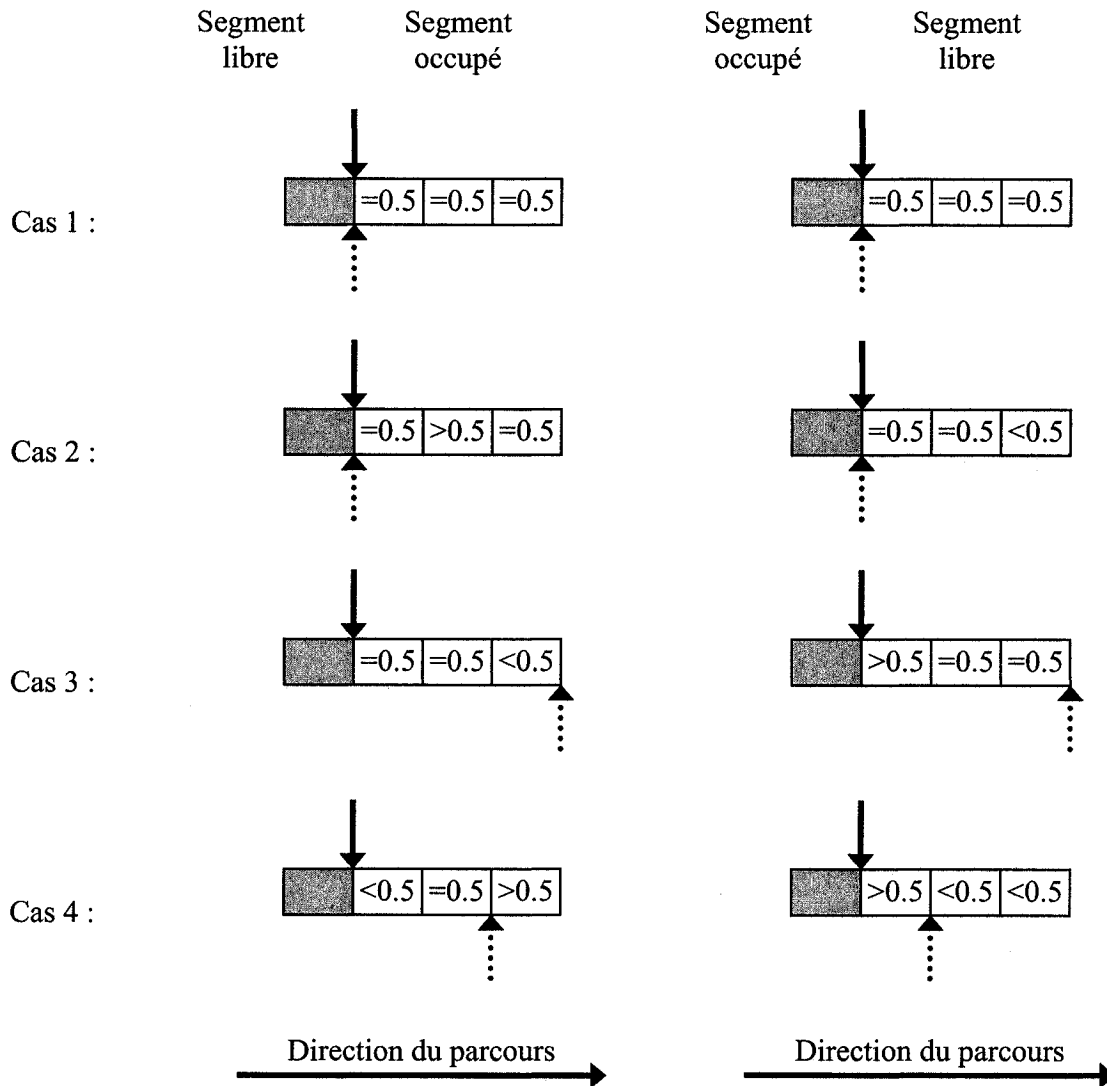 Segment libre
Segment occupé
Segment occupé
Segment libre
Cas 1 :
=0.5 =0.5 =0.5
=0.5 =0.5 =0.5
Cas 2 :
=0.5 >0.5 =0.5
=0.5 =0.5 <0.5
Cas 3 :
=0.5 =0.5 <0.5
>0.5 =0.5 =0.5
Cas 4 :
<0.5 =0.5 >0.5
>0.5 <0.5 <0.5
Direction du parcours
Direction du parcours